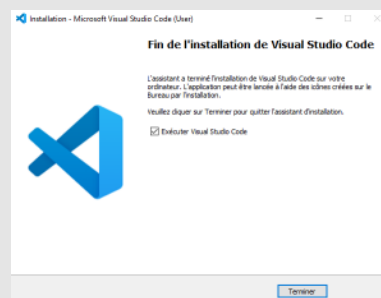 Installation - Microsoft Visual Studio Code (User)
Fin de l'installation de Visual Studio Code
L'assistant a terminé l'installation de Visual Studio Code sur votre
ordinateur. L'application peut être lancée à l'aide des icônes créées sur le
Bureau par l'installation.
Veuillez cliquer sur Terminer pour quitter l'assistant d'installation.
Exécuter Visual Studio Code
Terminer